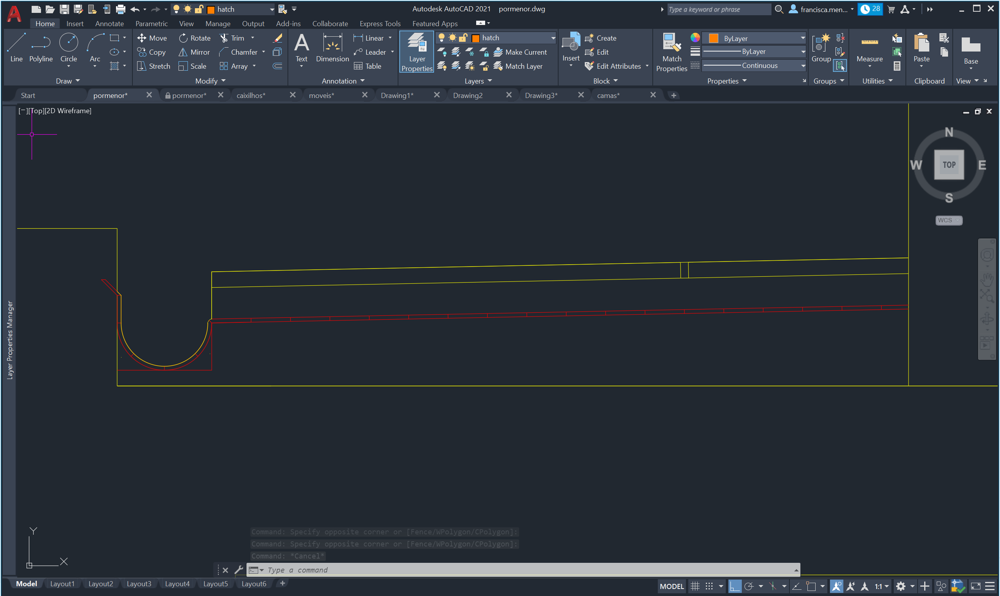 hatch
Autodesk AutoCAD 2021 pormenor.dwg
Type a keyword or phrase
francisca.men...
28
Home Insert Annotate Parametric View Manage Output Add-ins Collaborate Express Tools Featured Apps
Line Polyline Circle Arc
Draw
Move Rotate Trim
Copy Mirror Chamfer
Stretch Scale Array
Modify
Text Dimension
Linear
Leader
Table
Annotation
Layer Properties
hatch
Make Current
Match Layer
Layers
Insert
Create
Edit
Edit Attributes
Block
Match Properties
ByLayer
ByLayer
Continuous
Properties
Group
Groups
Measure
Utilities
Paste
Clipboard
Base
View
Start pormenor* pormenor* caixilhos* moveis* Drawing1* Drawing2 Drawing3* camas*
[−][Top][2D Wireframe]
N
W TOP E
S
WCS
Layer Properties Manager
Y
X
Command: Specify opposite corner or [Fence/WPolygon/CPolygon]:
Command: Specify opposite corner or [Fence/WPolygon/CPolygon]:
Command: *Cancel*
Type a command
Model Layout1 Layout2 Layout3 Layout4 Layout5 Layout6
MODEL 1:1